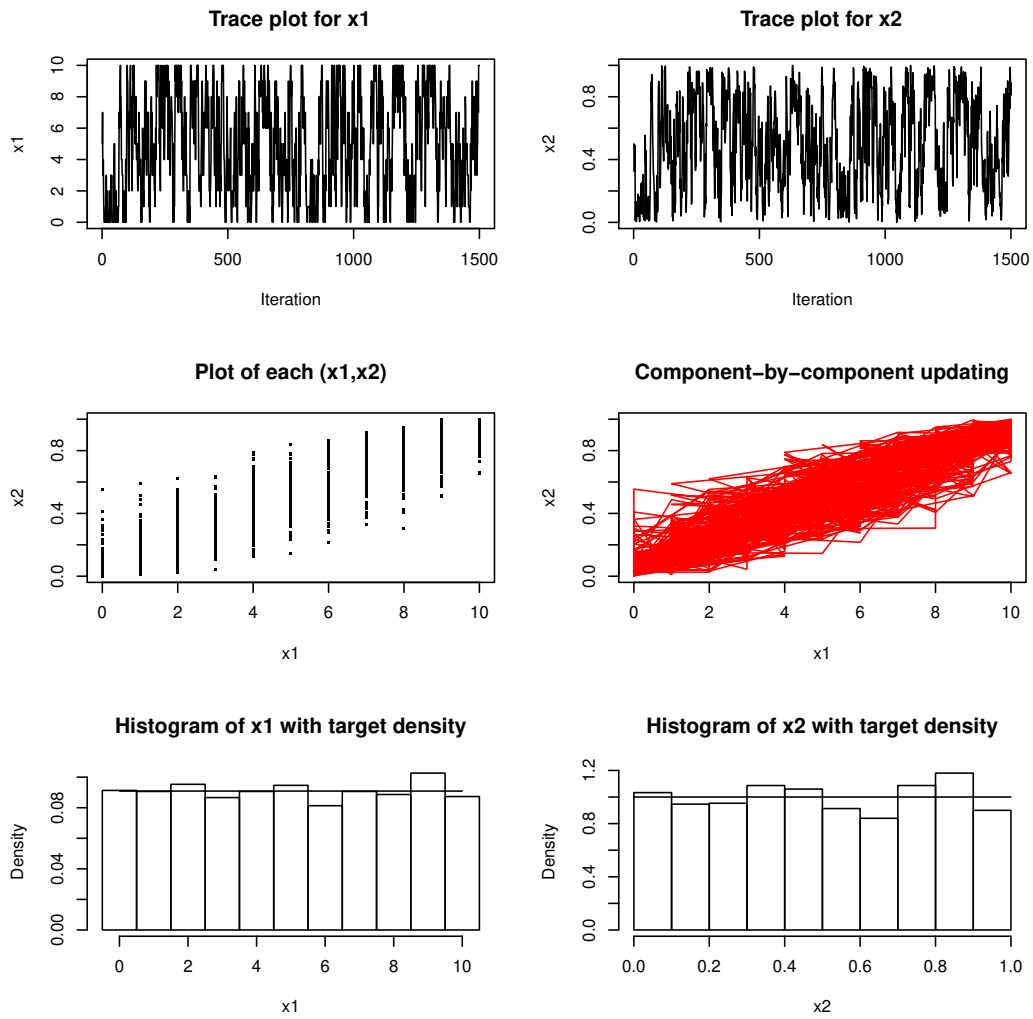 Trace plot for x1
x1
0 2 4 6 8 10
0 500 1000 1500
Iteration
Trace plot for x2
x2
0.0 0.4 0.8
0 500 1000 1500
Iteration
Plot of each (x1,x2)
x2
0.0 0.4 0.8
0 2 4 6 8 10
x1
Component−by−component updating
x2
0.0 0.4 0.8
0 2 4 6 8 10
x1
Histogram of x1 with target density
Density
0.00 0.04 0.08
0 2 4 6 8 10
x1
Histogram of x2 with target density
Density
0.0 0.4 0.8 1.2
0.0 0.2 0.4 0.6 0.8 1.0
x2